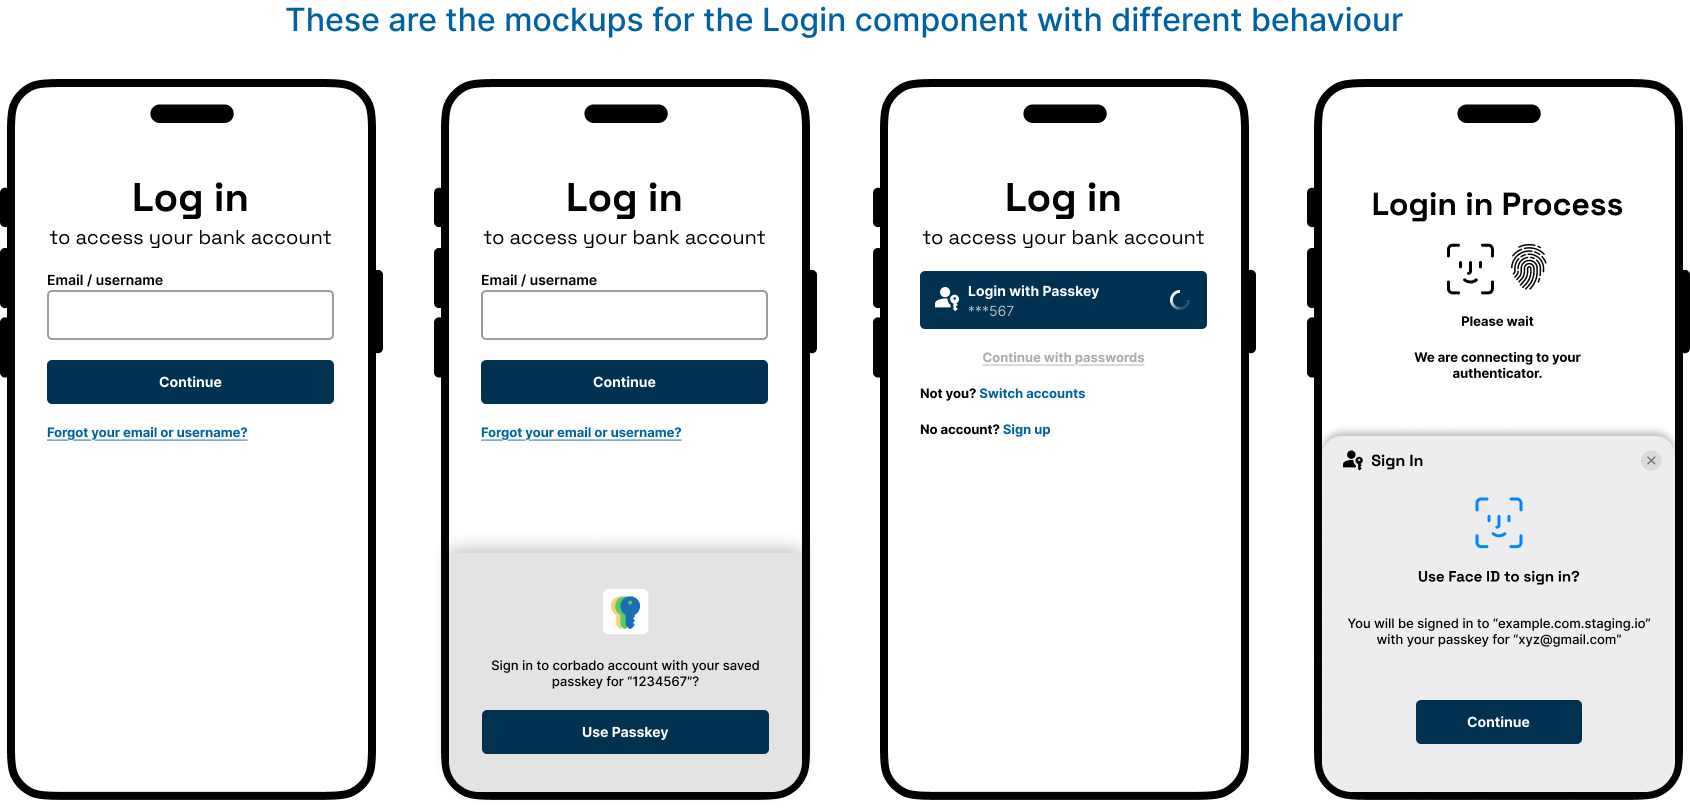 These are the mockups for the Login component with different behaviour
Log in
to access your bank account
Email / username
Continue
Forgot your email or username?
Log in
to access your bank account
Email / username
Continue
Forgot your email or username?
Sign in to corbado account with your saved
passkey for “1234567”?
Use Passkey
Log in
to access your bank account
Login with Passkey
***567
Continue with passwords
Not you? Switch accounts
No account? Sign up
Login in Process
Please wait
We are connecting to your
authenticator.
Sign In
Use Face ID to sign in?
You will be signed in to “example.com.staging.io”
with your passkey for “xyz@gmail.com”
Continue